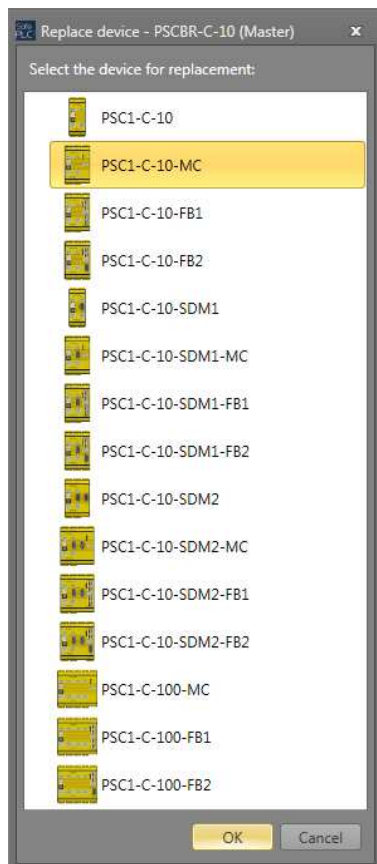 Safe
PLC
Replace device - PSCBR-C-10 (Master)
x
Select the device for replacement:
PSC1-C-10
PSC1-C-10-MC
PSC1-C-10-FB1
PSC1-C-10-FB2
PSC1-C-10-SDM1
PSC1-C-10-SDM1-MC
PSC1-C-10-SDM1-FB1
PSC1-C-10-SDM1-FB2
PSC1-C-10-SDM2
PSC1-C-10-SDM2-MC
PSC1-C-10-SDM2-FB1
PSC1-C-10-SDM2-FB2
PSC1-C-100-MC
PSC1-C-100-FB1
PSC1-C-100-FB2
OK Cancel